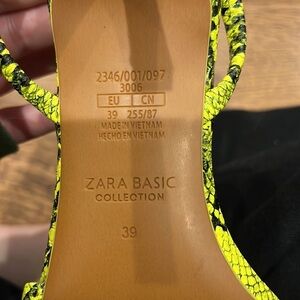 2346/001/097
3006
EU CN
39 255/87
MADE IN VIETNAM
HECHO EN VIETNAM
ZARA BASIC
COLLECTION
39